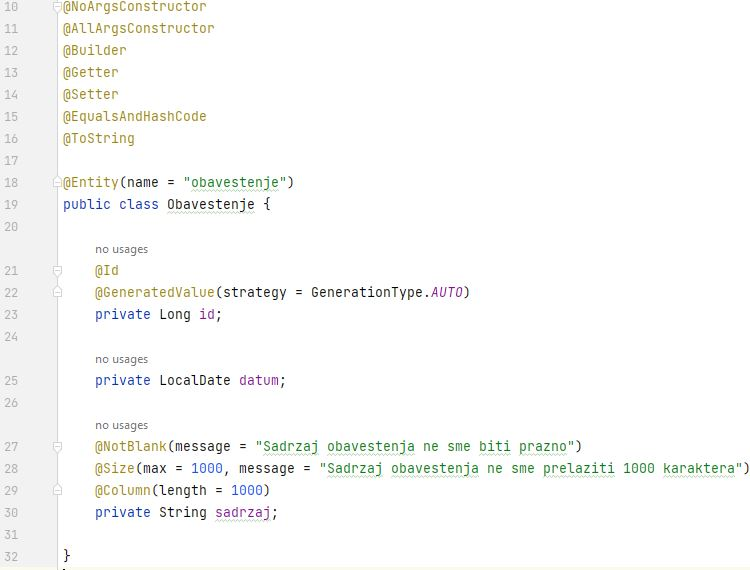 10 @NoArgsConstructor
11 @AllArgsConstructor
12 @Builder
13 @Getter
14 @Setter
15 @EqualsAndHashCode
16 @ToString
17
18 @Entity(name = "obavestenje")
19 public class Obavestenje {
20
no usages
21 @Id
22 @GeneratedValue(strategy = GenerationType.AUTO)
23 private Long id;
24
no usages
25 private LocalDate datum;
26
no usages
27 @NotBlank(message = "Sadrzaj obavestenja ne sme biti prazno")
28 @Size(max = 1000, message = "Sadrzaj obavestenja ne sme prelaziti 1000 karaktera")
29 @Column(length = 1000)
30 private String sadrzaj;
31
32 }